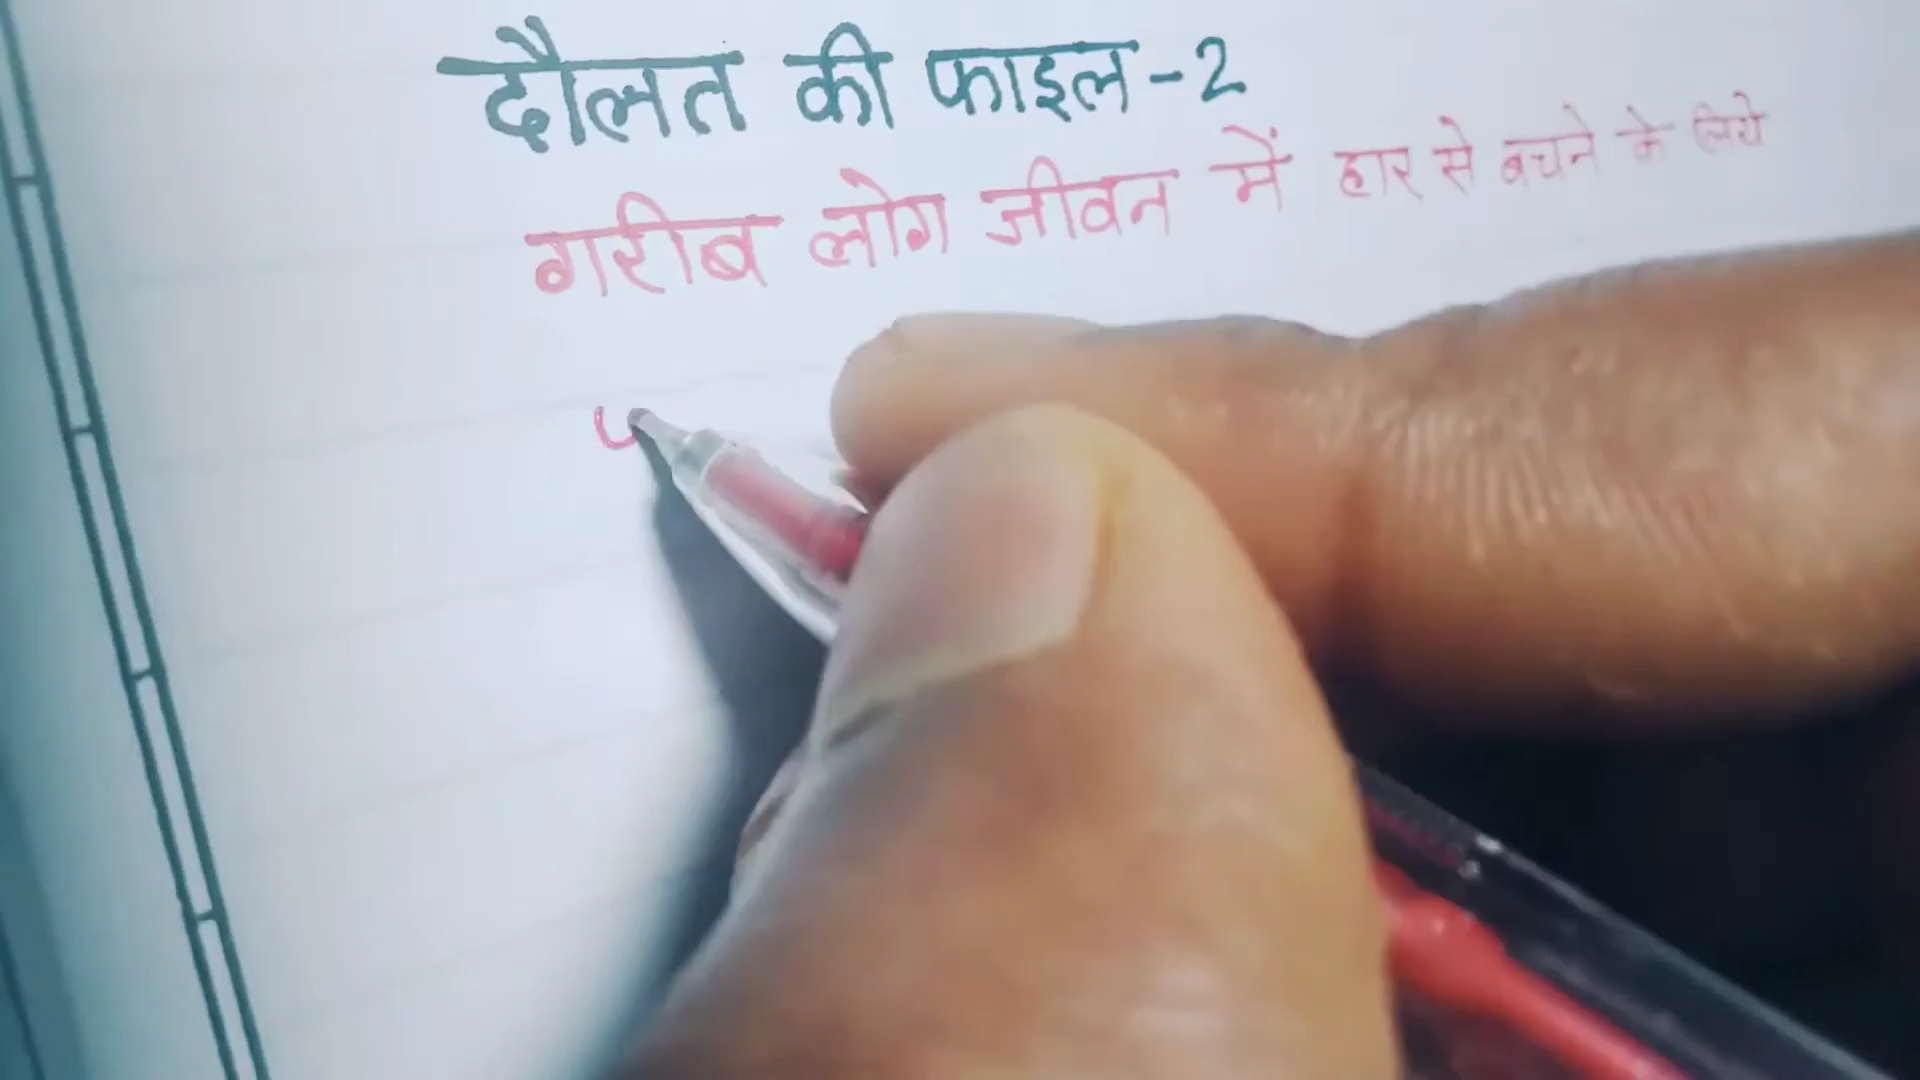 दौलत की फाइल-2
गरीब लोग जीवन में हार से बचने के लिये